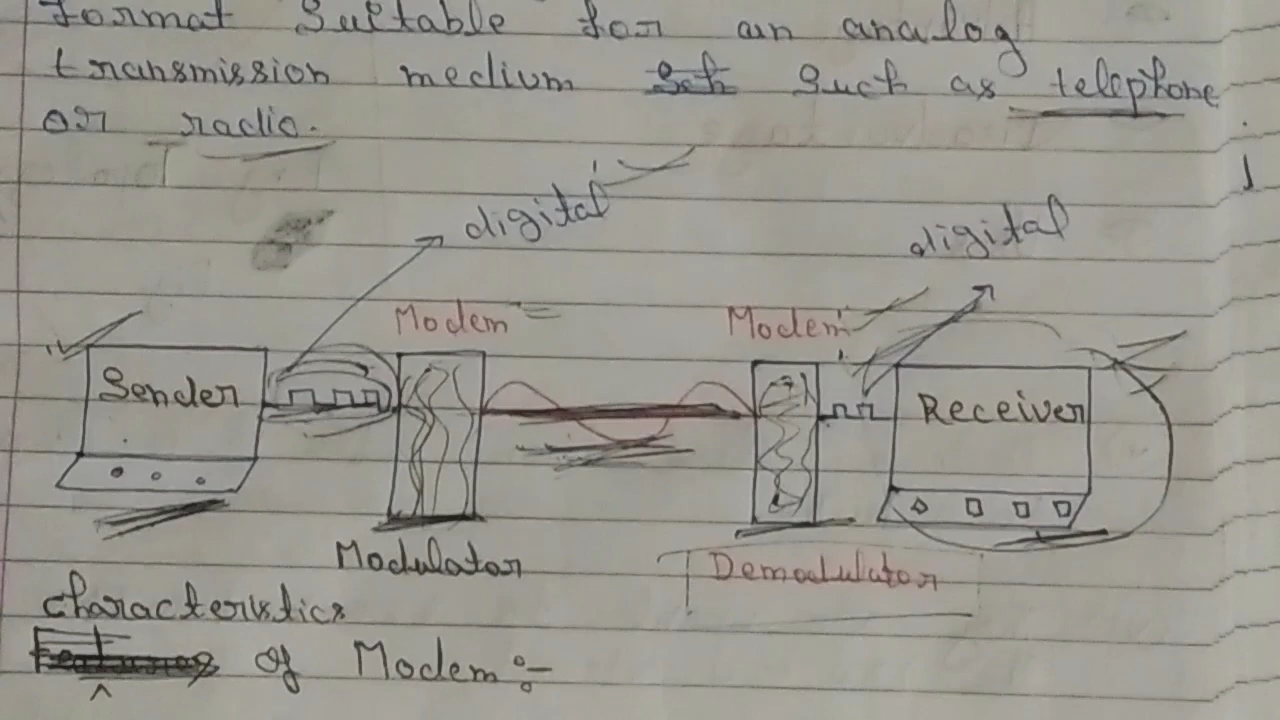 format suitable for an analog
transmission medium such as telephone
or radio.
digital
digital
Modem
Modem
Sender
Receiver
Modulator
Demodulator
characteristics
Features of Modem :-